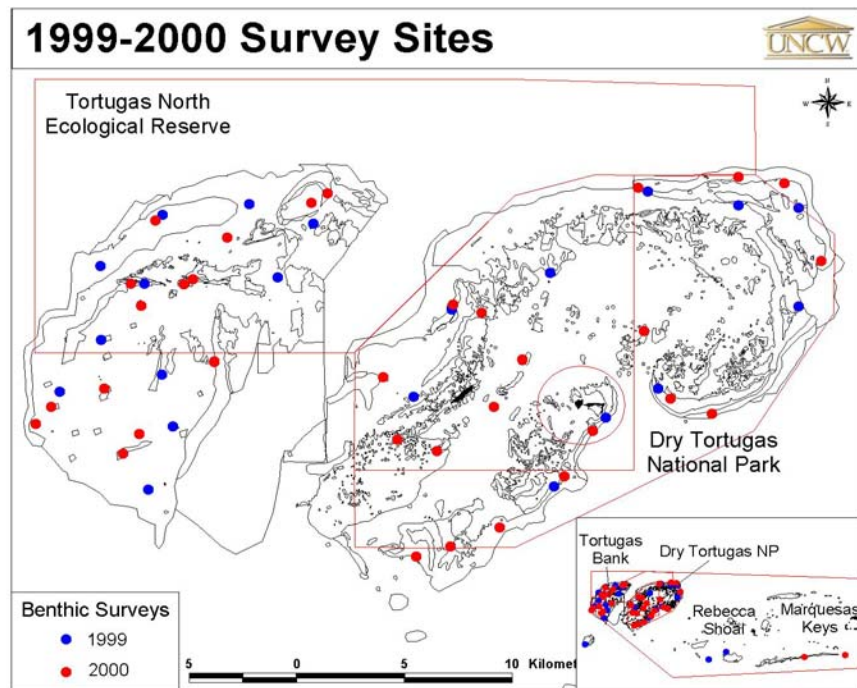 1999-2000 Survey Sites
UNCW
Tortugas North
Ecological Reserve
N
W
E
S
Dry Tortugas
National Park
Tortugas
Bank
Dry Tortugas NP
Rebecca
Shoal
Marquesas
Keys
Benthic Surveys
1999
2000
5
0
5
10
Kilomet